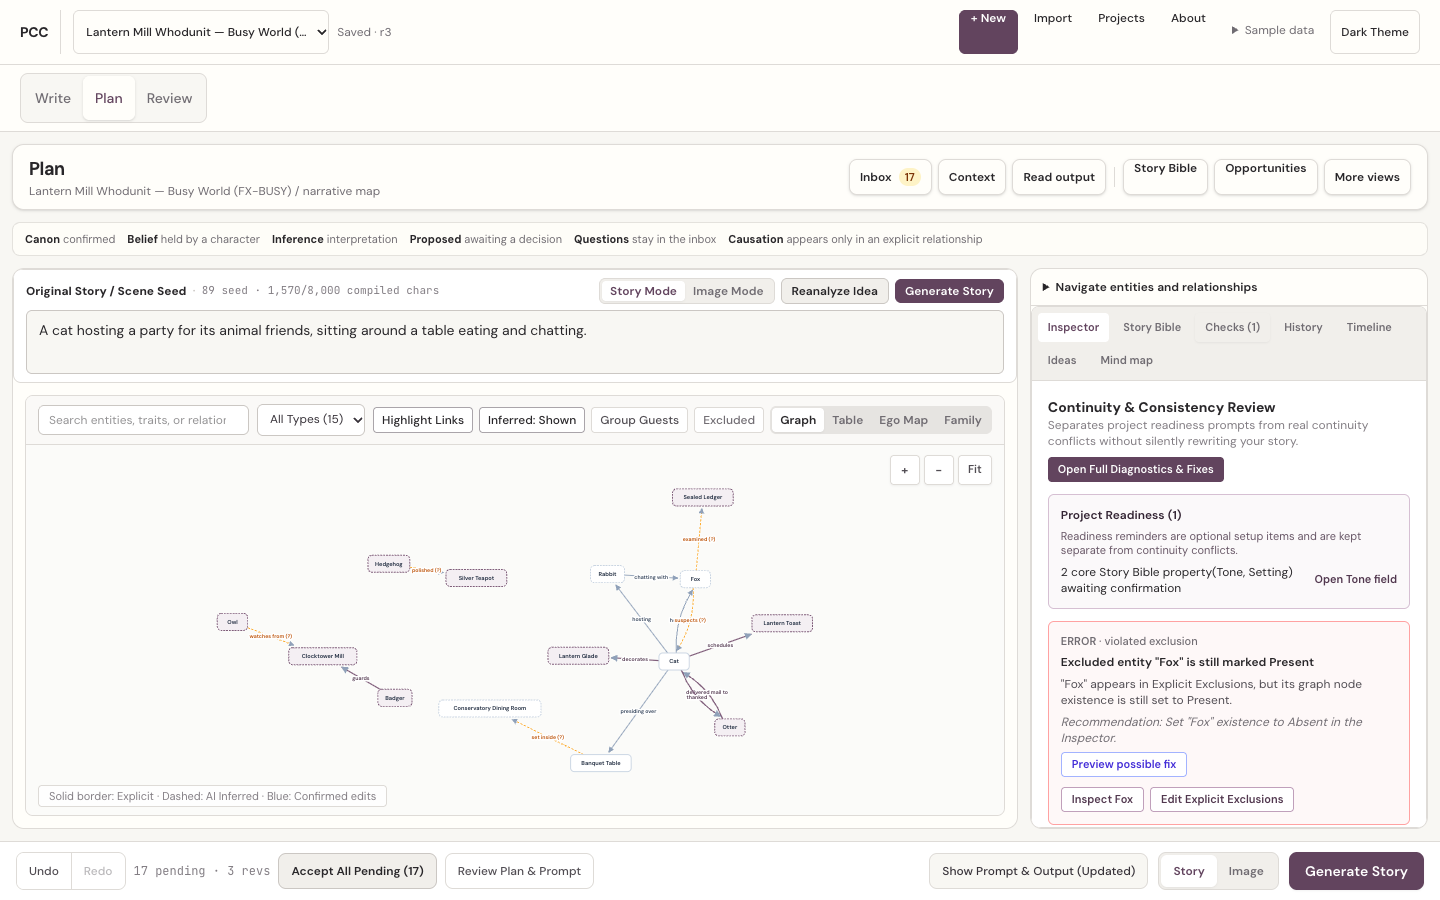 PCC
Lantern Mill Whodunit — Busy World (...
Saved · r3
+ New
Import
Projects
About
▶ Sample data
Dark Theme
Write
Plan
Review
Plan
Lantern Mill Whodunit — Busy World (FX-BUSY) / narrative map
Inbox 17
Context
Read output
Story Bible
Opportunities
More views
Canon confirmed Belief held by a character Inference interpretation Proposed awaiting a decision Questions stay in the inbox Causation appears only in an explicit relationship
Original Story / Scene Seed · 89 seed · 1,570/8,000 compiled chars
Story Mode
Image Mode
Reanalyze Idea
Generate Story
A cat hosting a party for its animal friends, sitting around a table eating and chatting.
Search entities, traits, or relation
All Types (15)
Highlight Links
Inferred: Shown
Group Guests
Excluded
Graph
Table
Ego Map
Family
+
−
Fit
Sealed Ledger
examined (?)
Hedgehog
polished (?)
Silver Teapot
Rabbit
chatting with
Fox
Owl
watches from (?)
hosting
suspects (?)
Lantern Toast
schedules
Clocktower Mill
Lantern Glade
decorates
Cat
guards
Badger
delivered mail to
thanked
Conservatory Dining Room
presiding over
Otter
set inside (?)
Banquet Table
Solid border: Explicit · Dashed: AI Inferred · Blue: Confirmed edits
▶ Navigate entities and relationships
Inspector
Story Bible
Checks (1)
History
Timeline
Ideas
Mind map
Continuity & Consistency Review
Separates project readiness prompts from real continuity
conflicts without silently rewriting your story.
Open Full Diagnostics & Fixes
Project Readiness (1)
Readiness reminders are optional setup items and are kept
separate from continuity conflicts.
2 core Story Bible property(Tone, Setting)
awaiting confirmation
Open Tone field
ERROR · violated exclusion
Excluded entity "Fox" is still marked Present
"Fox" appears in Explicit Exclusions, but its graph node
existence is still set to Present.
Recommendation: Set "Fox" existence to Absent in the
Inspector.
Preview possible fix
Inspect Fox
Edit Explicit Exclusions
Undo
Redo
17 pending · 3 revs
Accept All Pending (17)
Review Plan & Prompt
Show Prompt & Output (Updated)
Story
Image
Generate Story